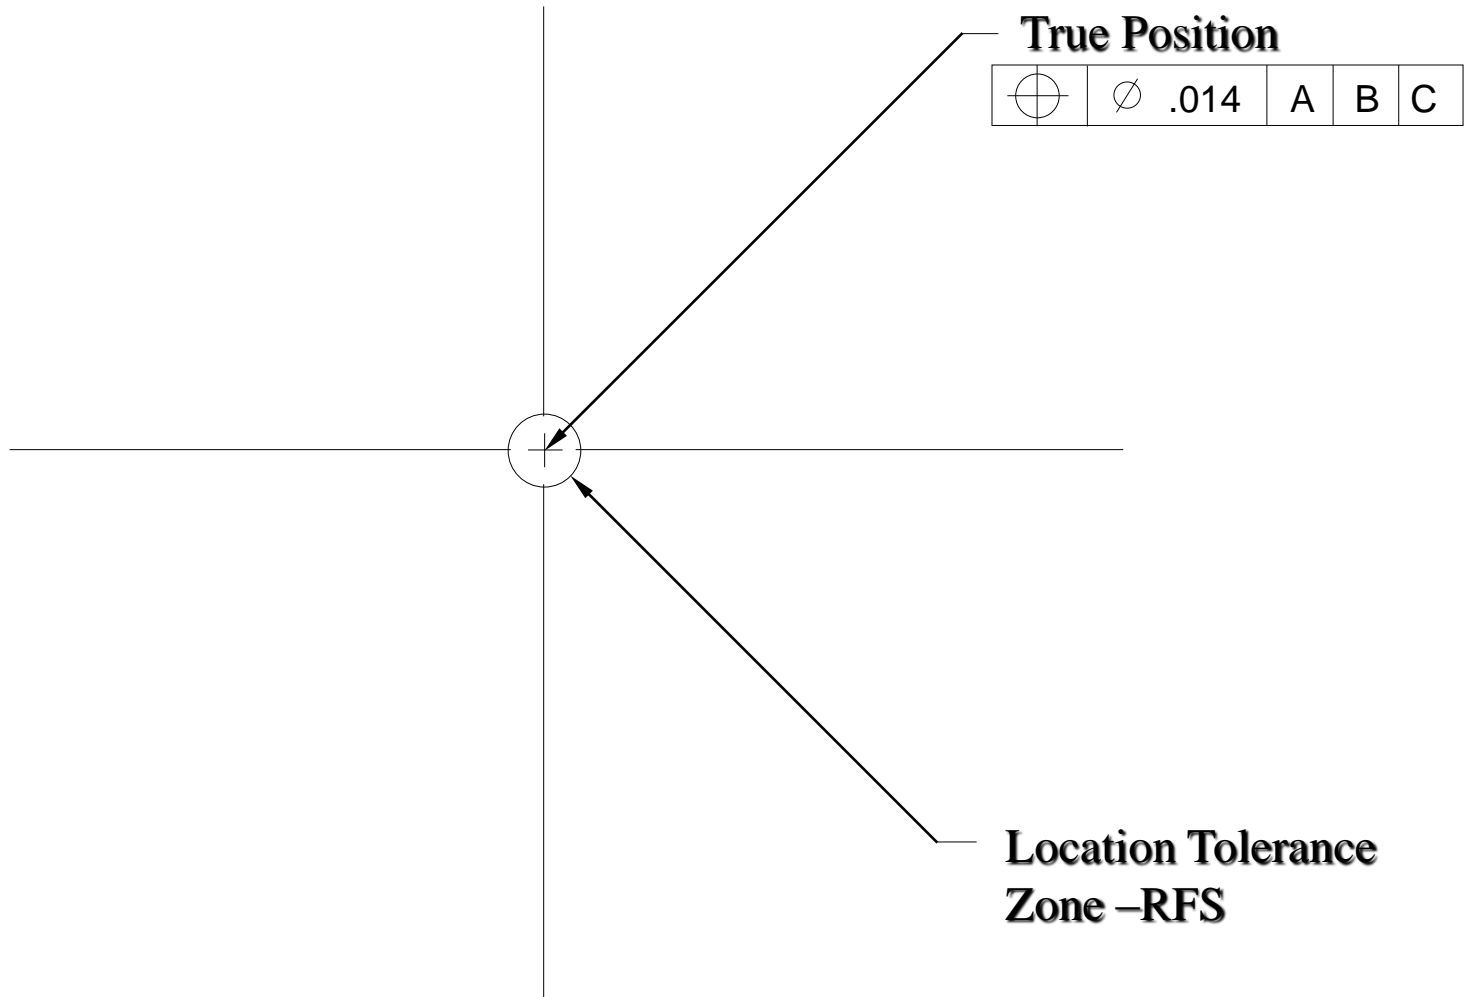 True Position
⌖ ⌀ .014 A B C
Location Tolerance
Zone –RFS